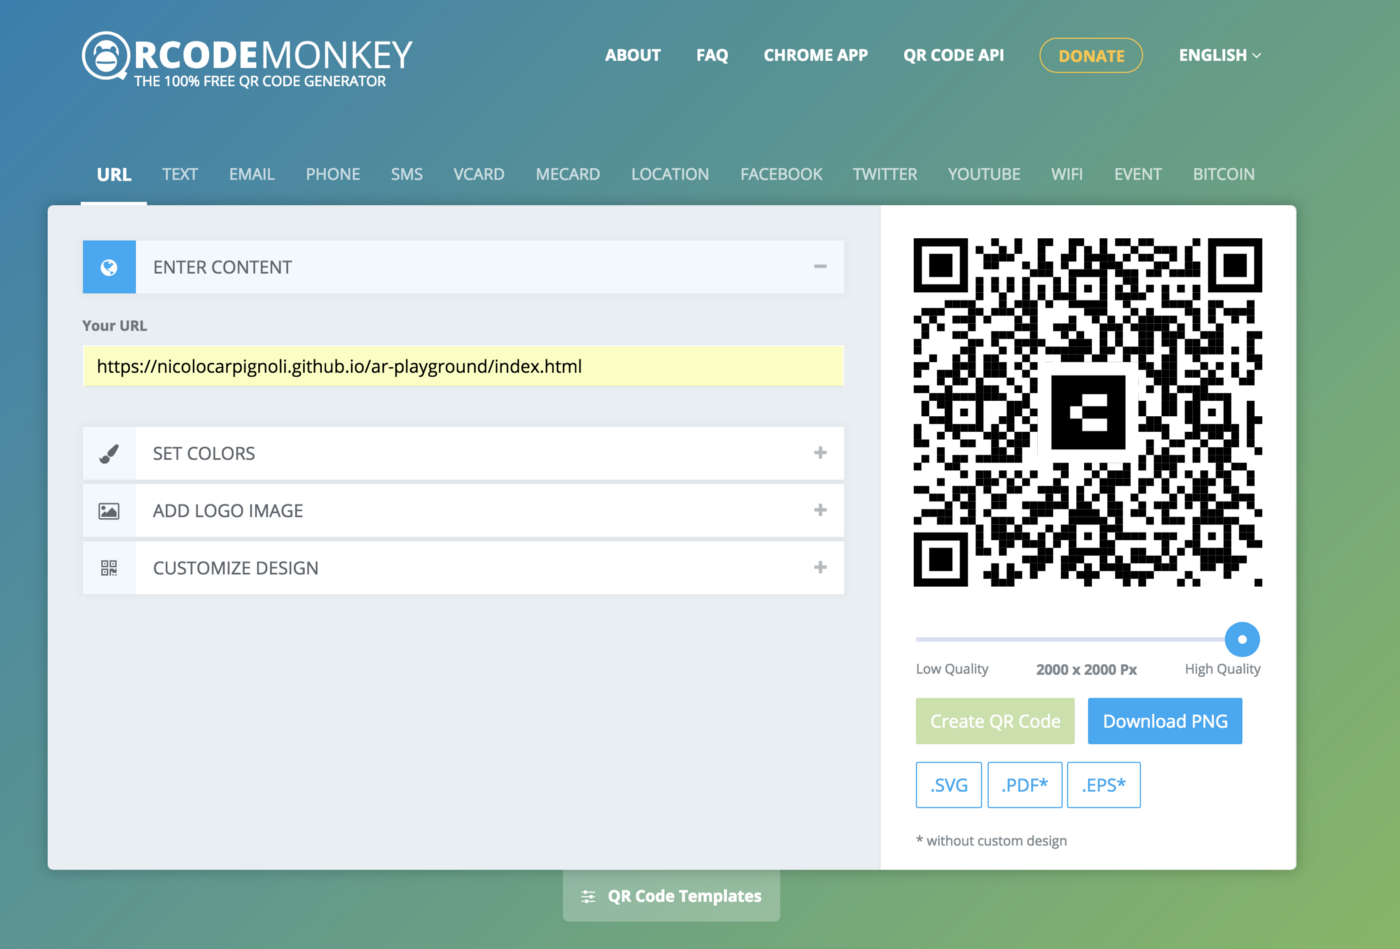 QRCODEMONKEY
THE 100% FREE QR CODE GENERATOR
ABOUT FAQ CHROME APP QR CODE API DONATE ENGLISH
URL TEXT EMAIL PHONE SMS VCARD MECARD LOCATION FACEBOOK TWITTER YOUTUBE WIFI EVENT BITCOIN
ENTER CONTENT
Your URL
https://nicolocarpignoli.github.io/ar-playground/index.html
SET COLORS
ADD LOGO IMAGE
CUSTOMIZE DESIGN
Low Quality 2000 x 2000 Px High Quality
Create QR Code Download PNG
.SVG .PDF* .EPS*
* without custom design
QR Code Templates